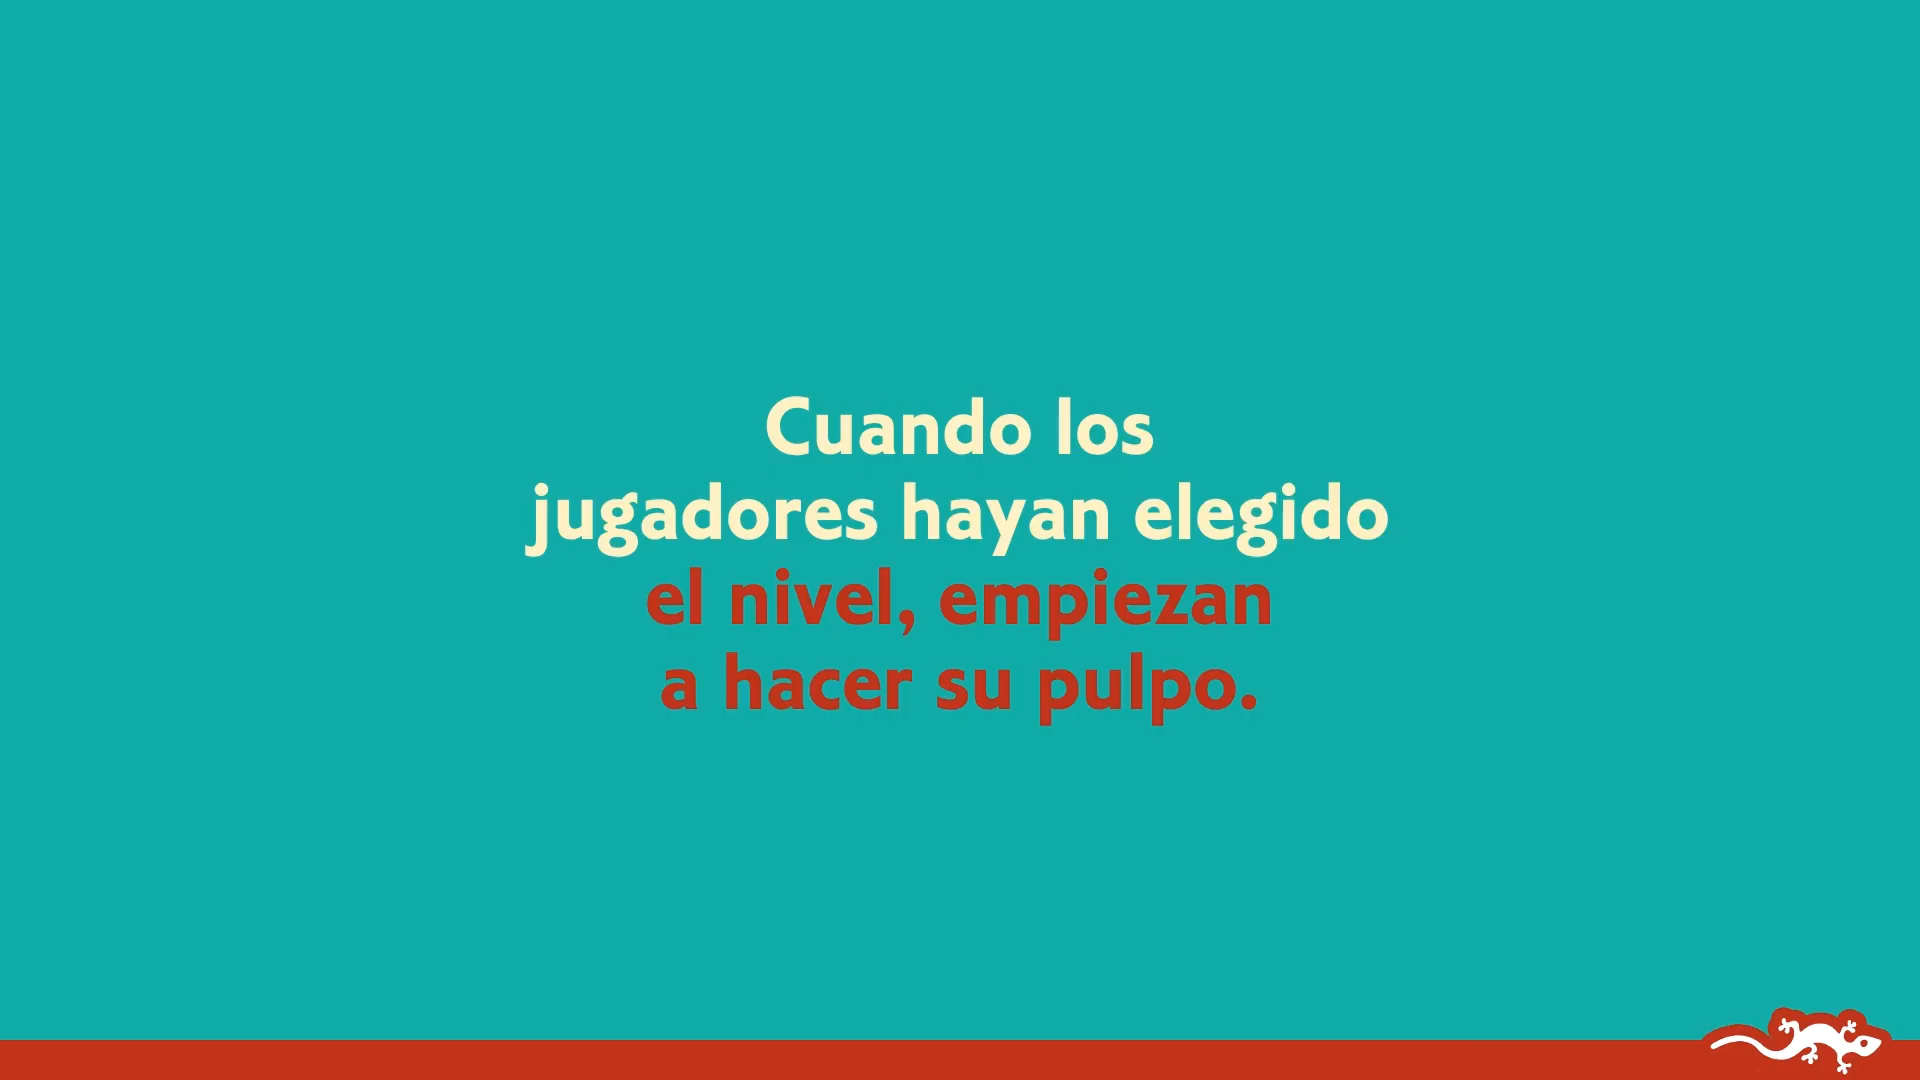 Cuando los
jugadores hayan elegido
el nivel, empiezan
a hacer su pulpo.